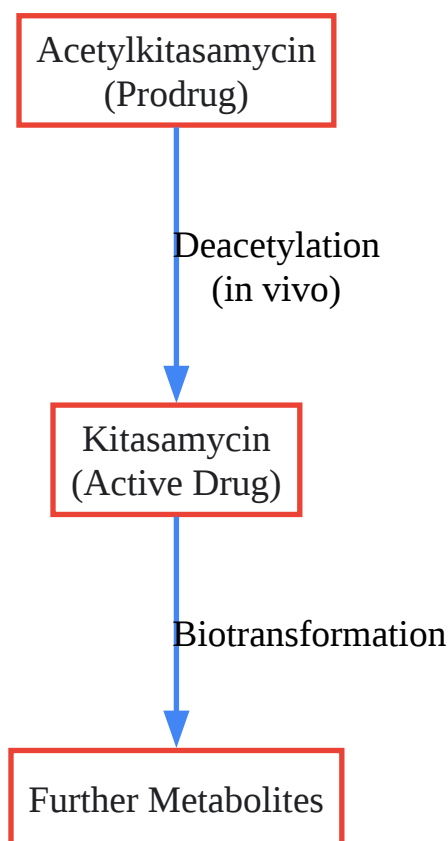 Acetylkitasamycin
(Prodrug)
Deacetylation
(in vivo)
Kitasamycin
(Active Drug)
Biotransformation
Further Metabolites